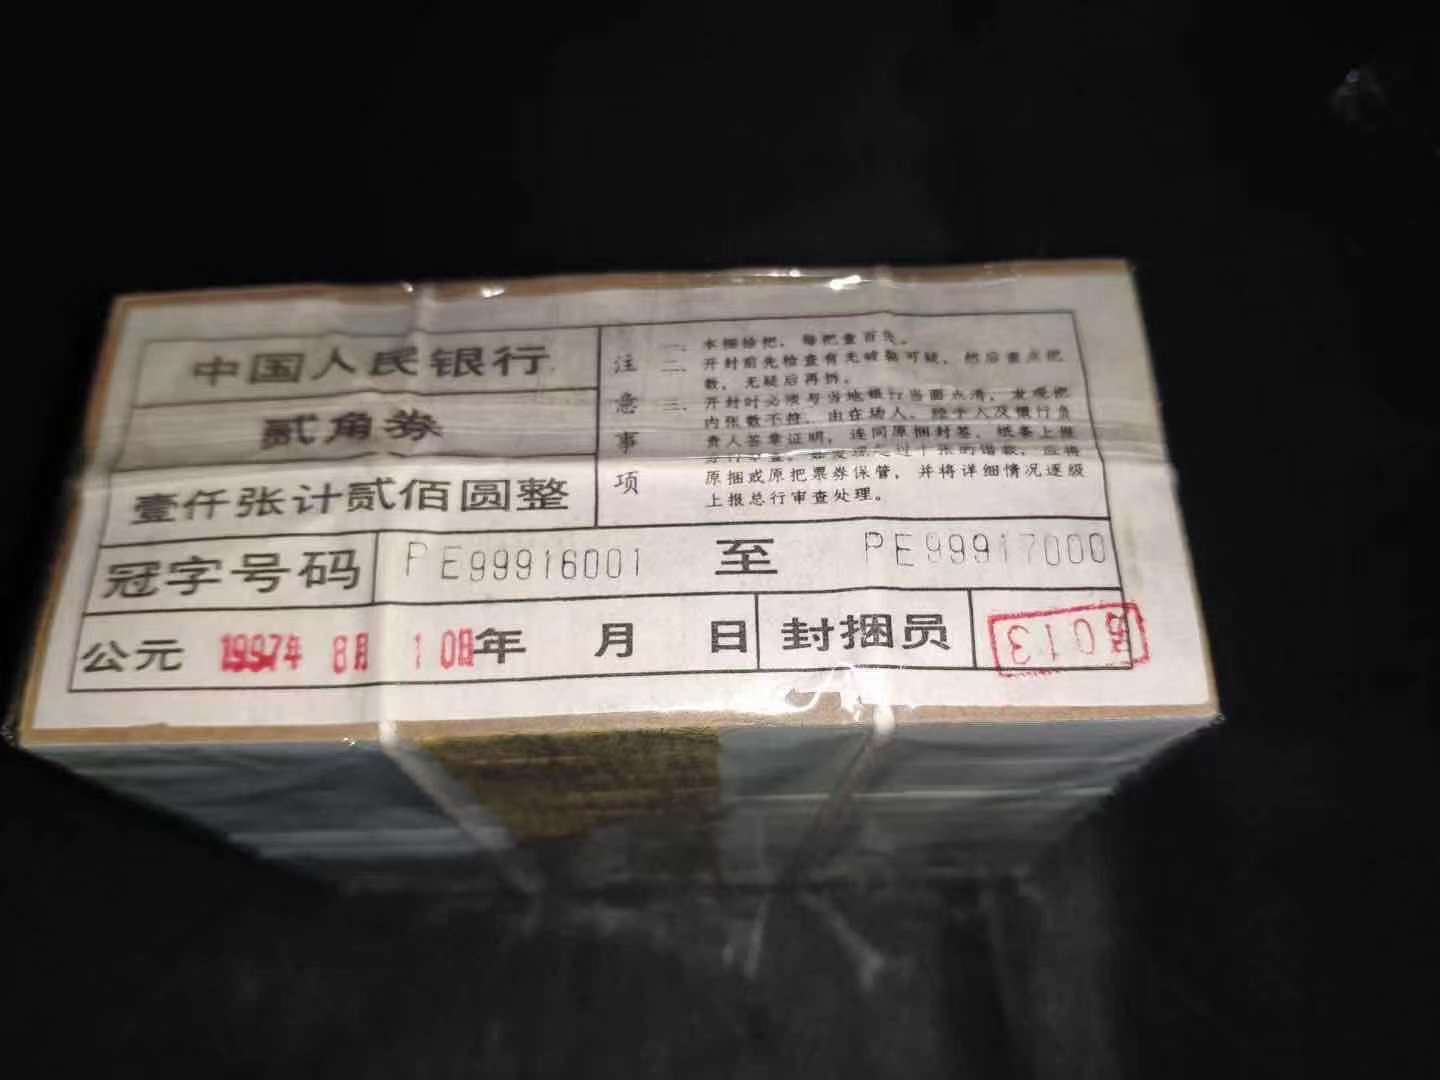 中国人民银行
贰角券
壹仟张计贰佰圆整
注意事项
一、本捆拾把,每把壹百张。
二、开封前先检查有无破裂可疑,然后查点把
数,无疑后再拆。
三、开封时必须与当地银行当面点清,发现把
内张数不符,由在场人、经手人及银行负
责人签章证明,连同原捆封签、纸条上报
原捆或原把票券保管,并将详细情况逐级
上报总行审查处理。
冠字号码 PE99916001 至 PE99917000
公元 1997年 8月 10日 年 月 日 封捆员 013